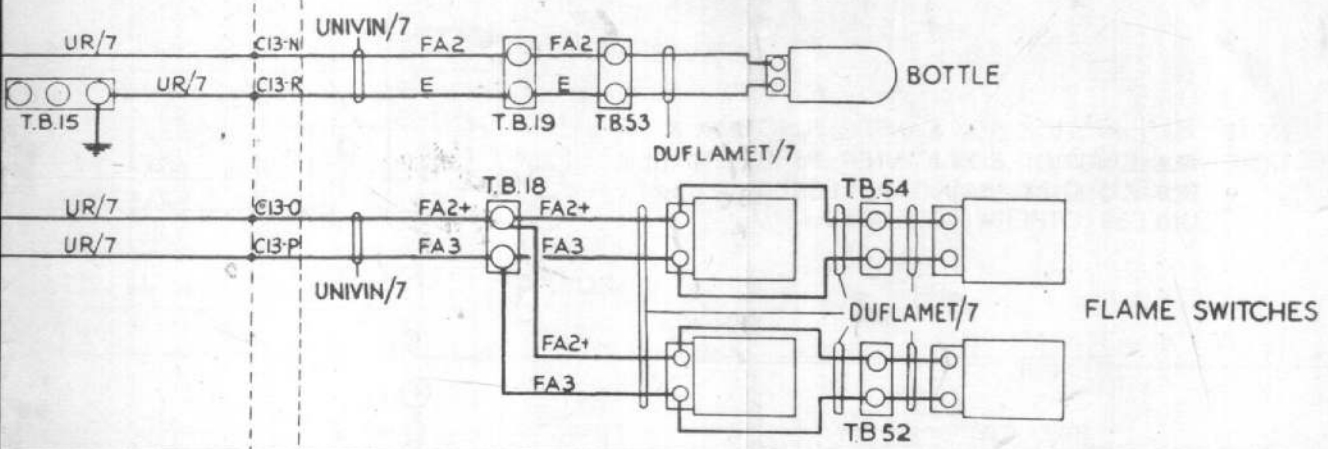 UR/7 C13-N UNIVIN/7 FA2 FA2
UR/7 C13-R E E BOTTLE
T.B.15 T.B.19 T.B53
DUFLAMET/7
T.B.18 T.B.54
UR/7 C13-O FA2+ FA2+
UR/7 C13-P FA3 FA3
UNIVIN/7
DUFLAMET/7 FLAME SWITCHES
FA2+
FA3
T.B 52